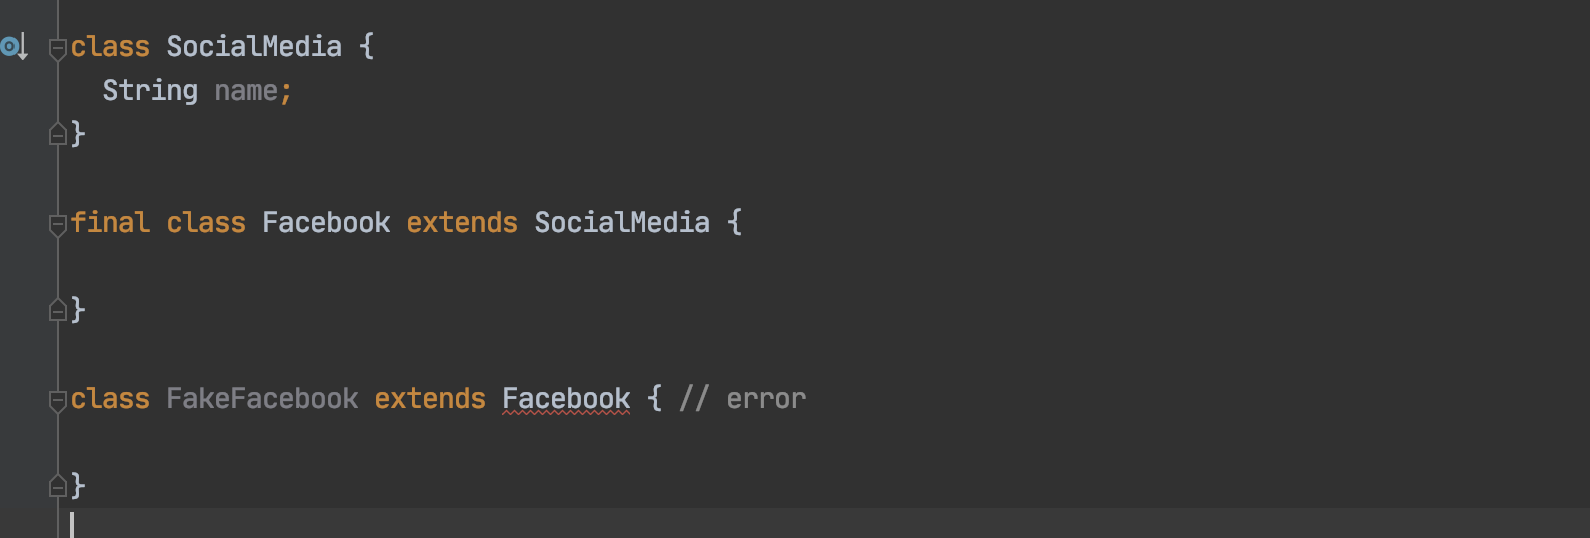 class SocialMedia {
String name;
}
final class Facebook extends SocialMedia {
}
class FakeFacebook extends Facebook { // error
}